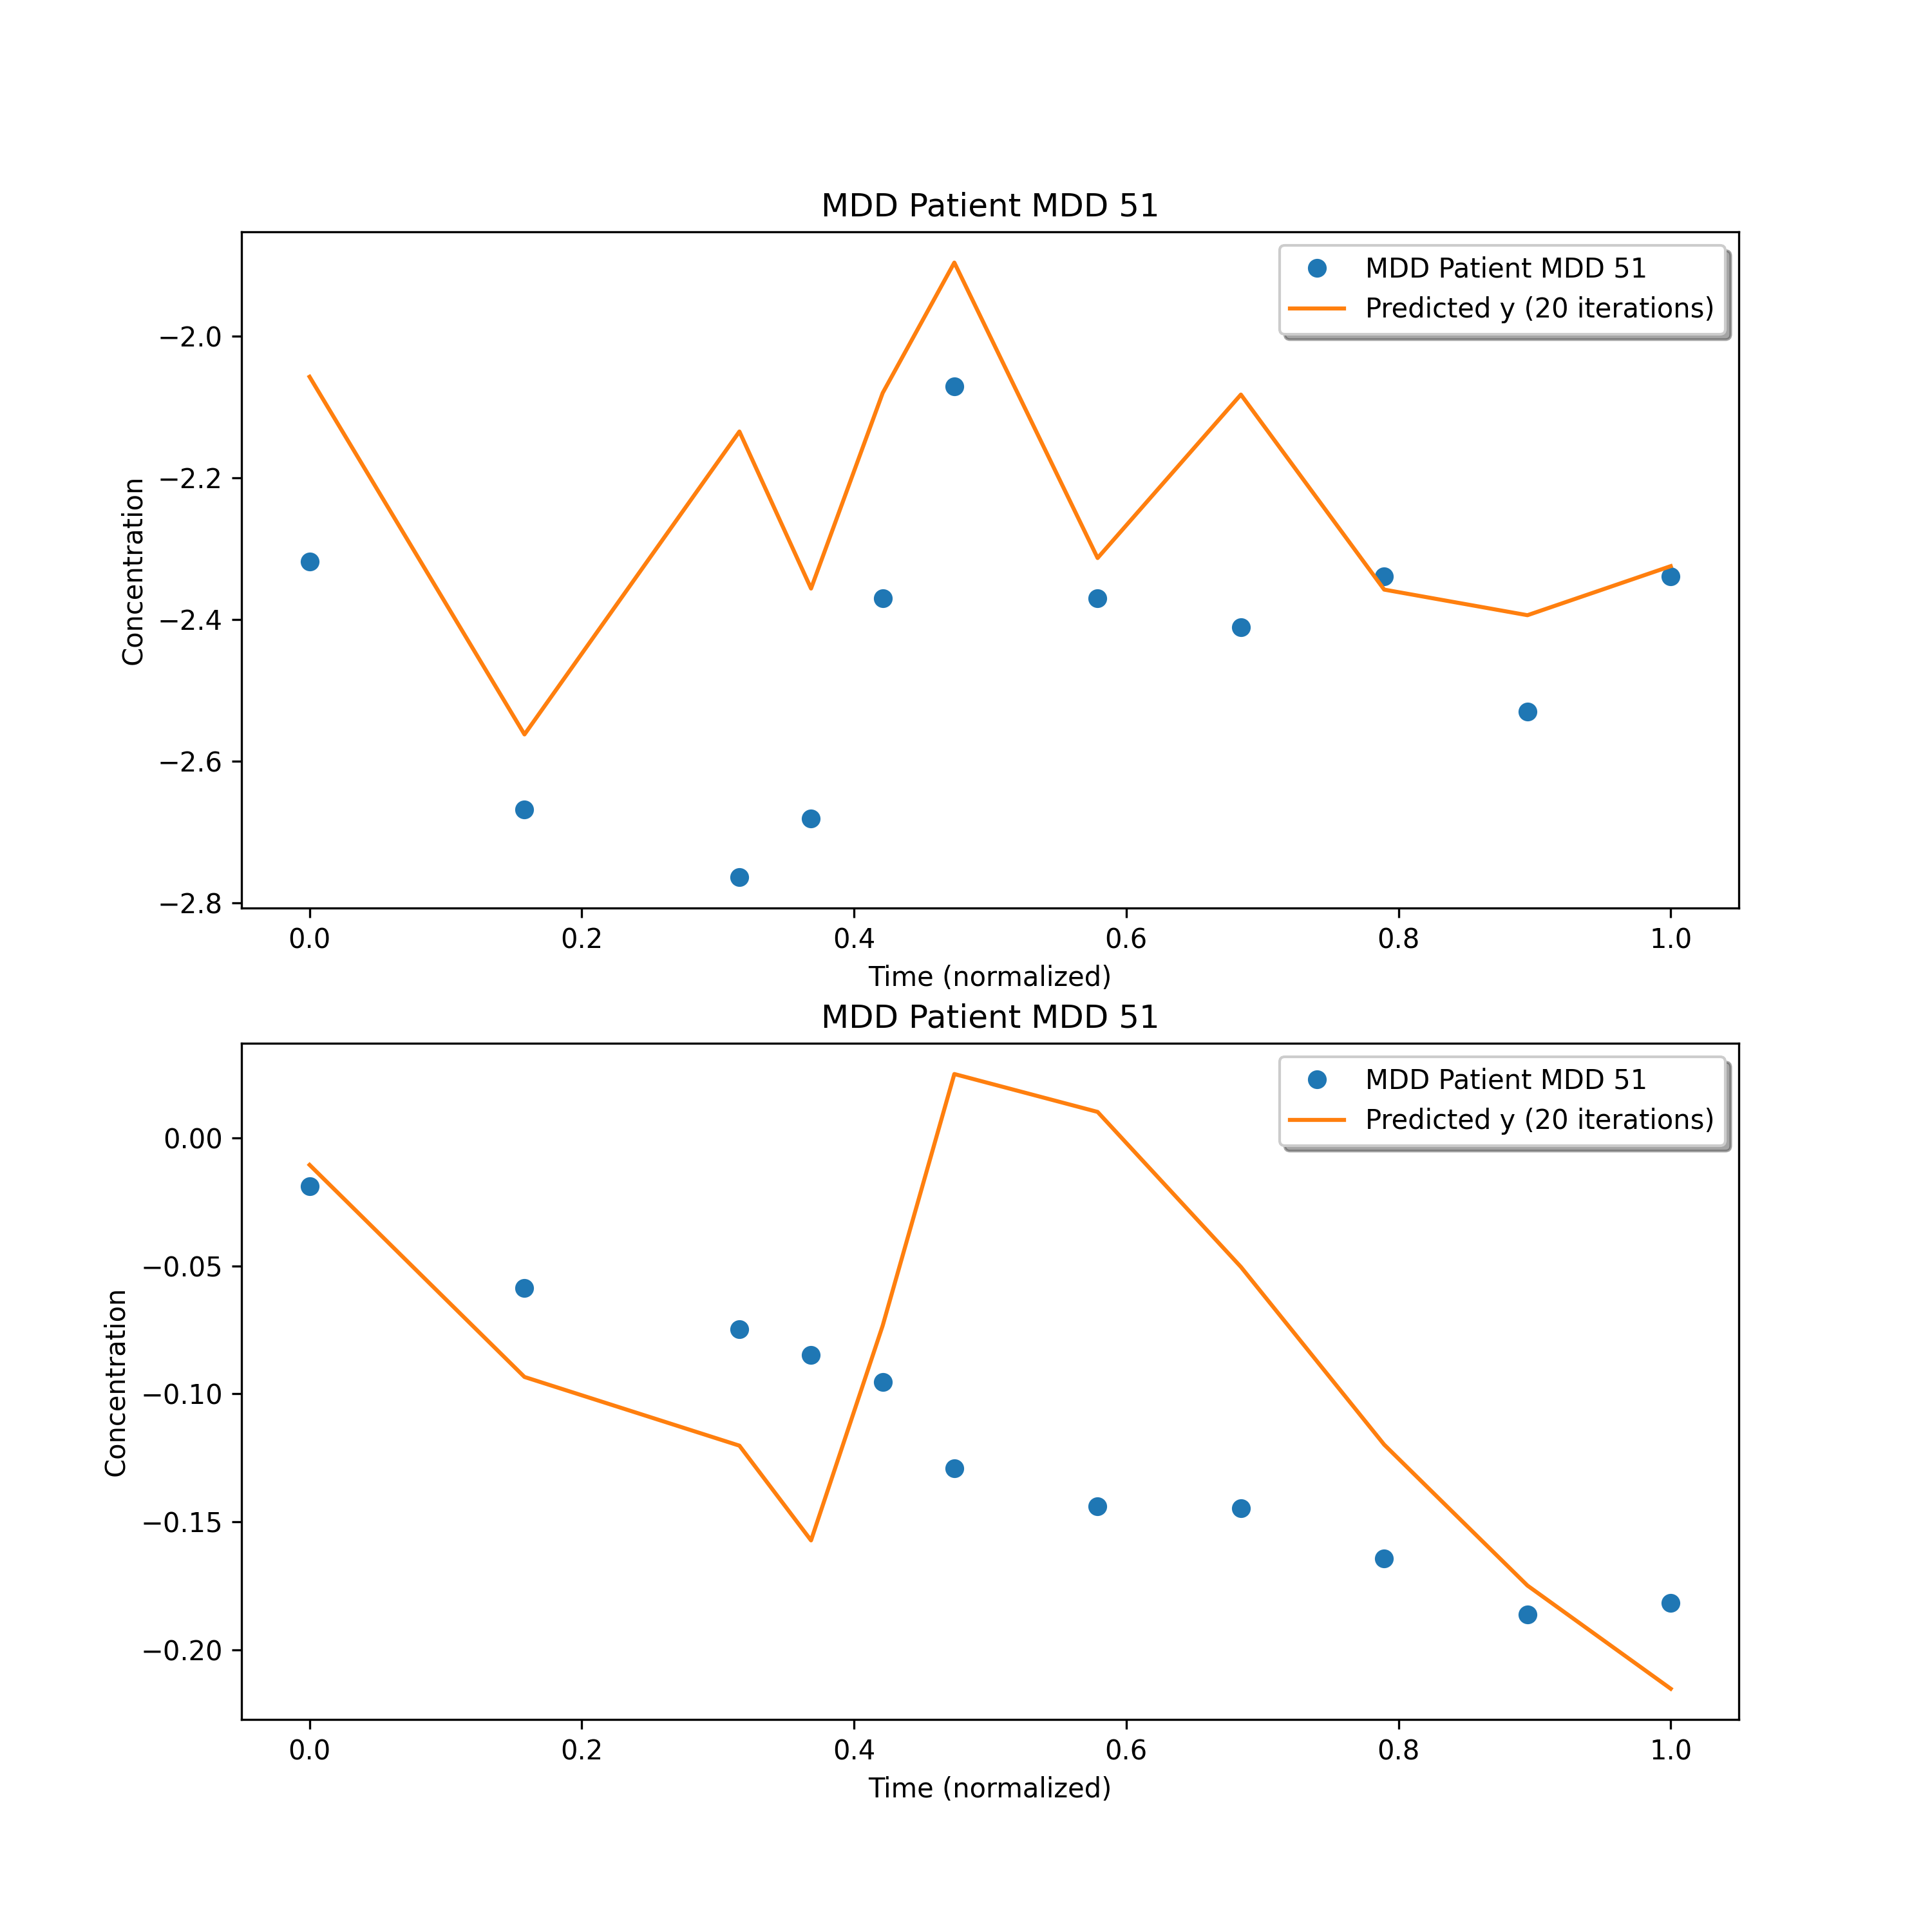 MDD Patient MDD 51
MDD Patient MDD 51
Predicted y (20 iterations)
−2.0
−2.2
−2.4
−2.6
−2.8
Concentration
0.0 0.2 0.4 0.6 0.8 1.0
Time (normalized)
MDD Patient MDD 51
MDD Patient MDD 51
Predicted y (20 iterations)
0.00
−0.05
−0.10
−0.15
−0.20
Concentration
0.0 0.2 0.4 0.6 0.8 1.0
Time (normalized)